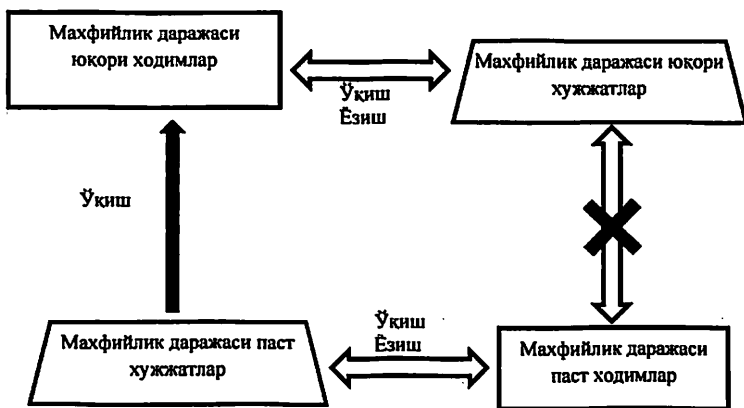 Махфийлик даражаси
юқори ходимлар
Махфийлик даражаси юқори
хужжатлар
Ўқиш
Ёзиш
Ўқиш
Ўқиш
Ёзиш
Махфийлик даражаси паст
хужжатлар
Махфийлик даражаси
паст ходимлар